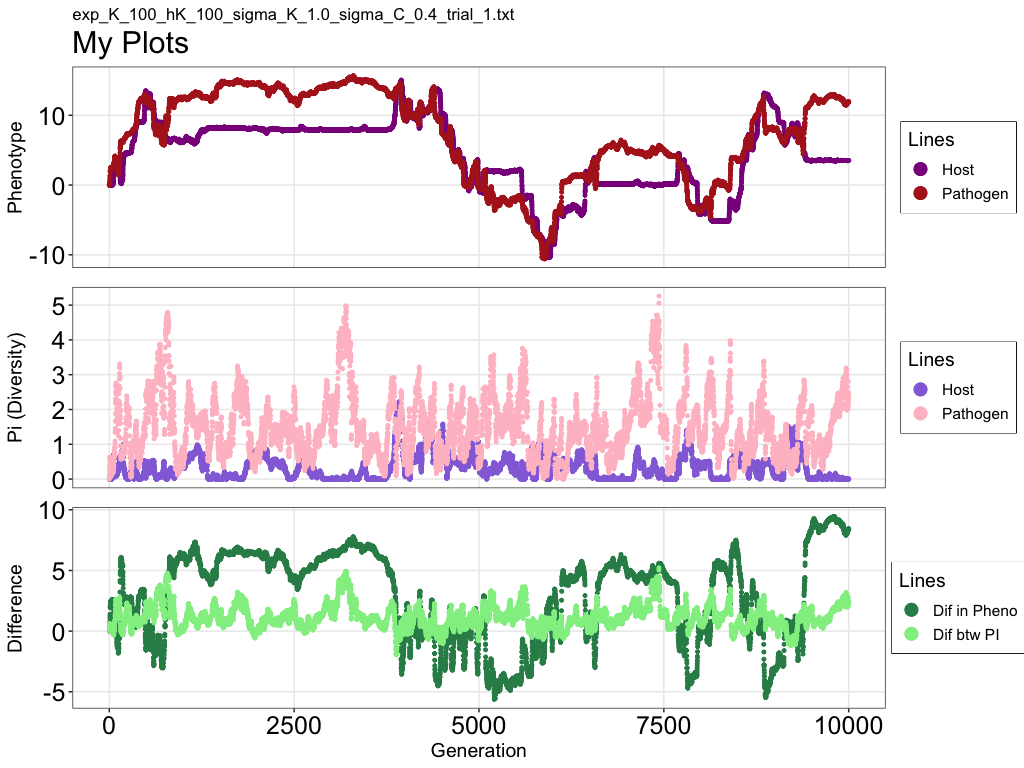 exp_K_100_hK_100_sigma_K_1.0_sigma_C_0.4_trial_1.txt
My Plots
Phenotype
10
0
-10
Lines
Host
Pathogen
Pi (Diversity)
5
4
3
2
1
0
Lines
Host
Pathogen
Difference
10
5
0
-5
Lines
Dif in Pheno
Dif btw PI
0 2500 5000 7500 10000
Generation